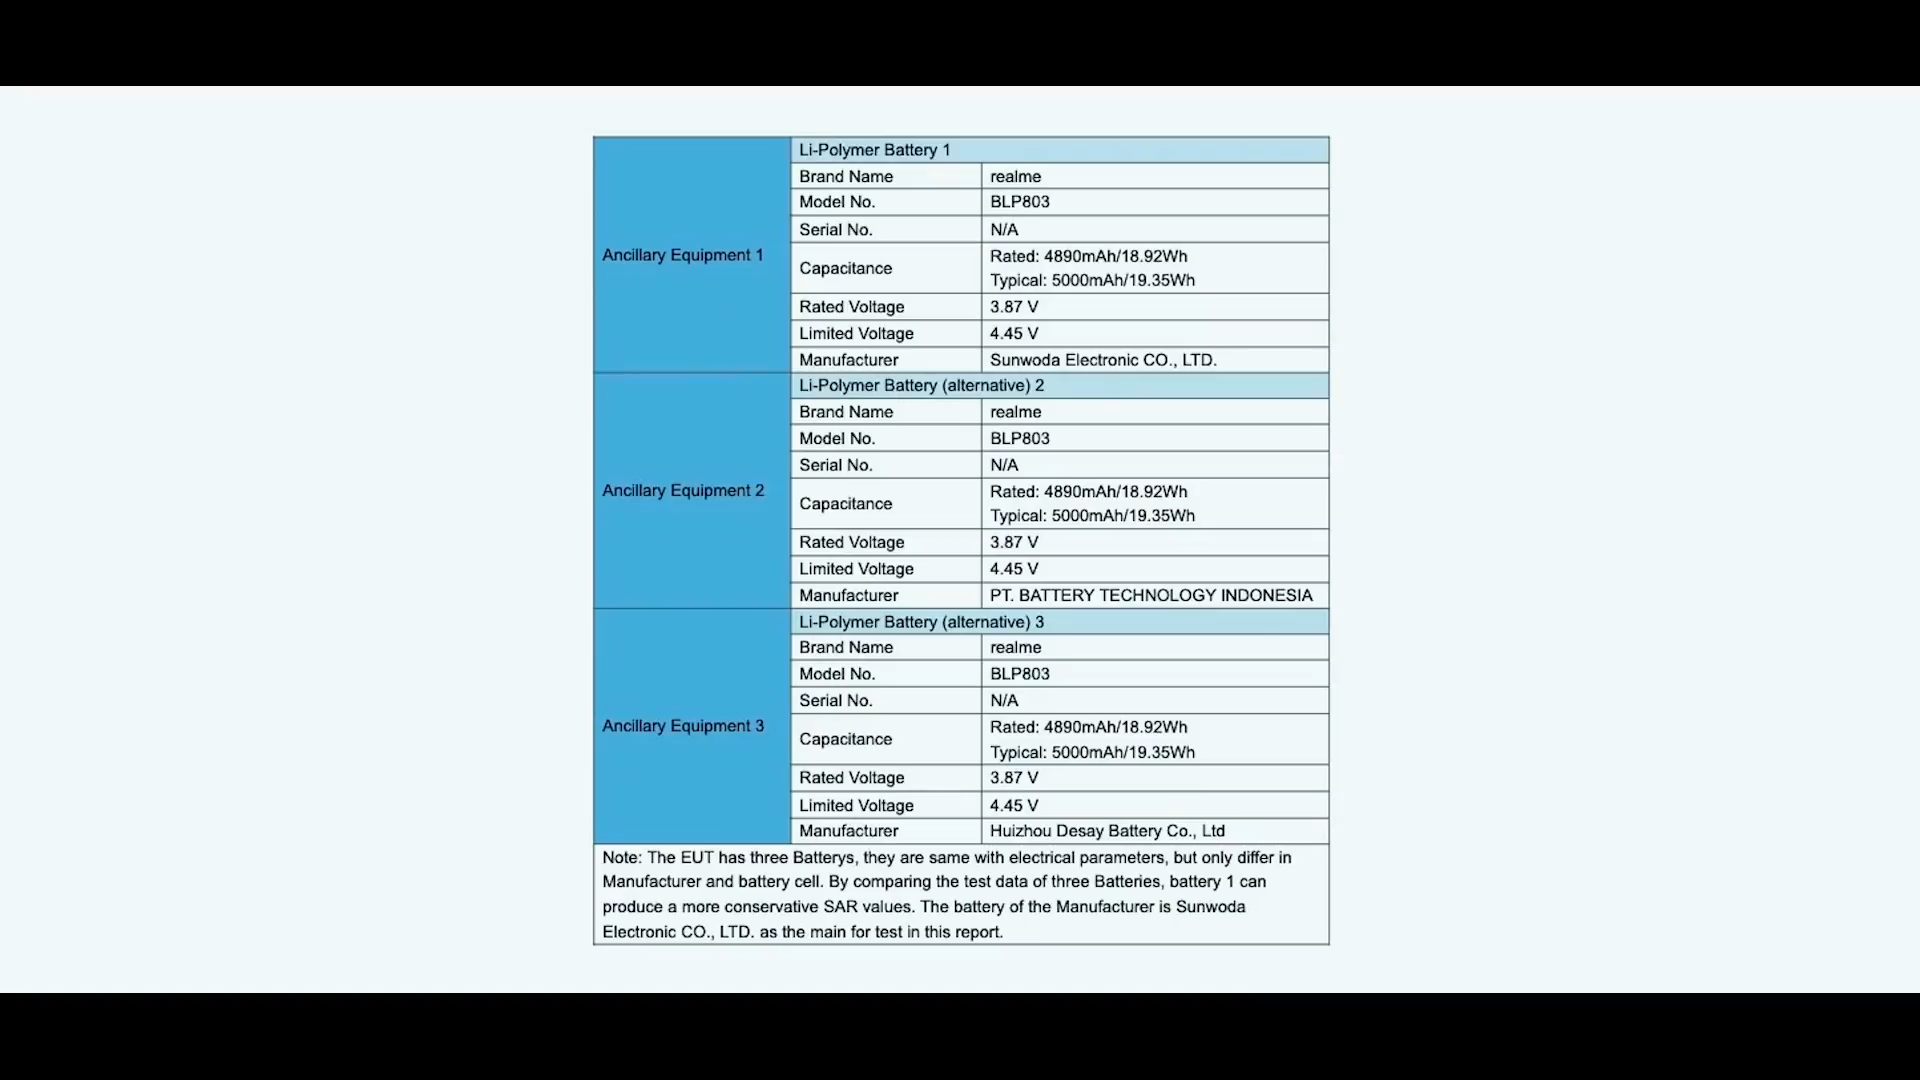 Ancillary Equipment 1
Li-Polymer Battery 1
Brand Name realme
Model No. BLP803
Serial No. N/A
Capacitance Rated: 4890mAh/18.92Wh
Typical: 5000mAh/19.35Wh
Rated Voltage 3.87 V
Limited Voltage 4.45 V
Manufacturer Sunwoda Electronic CO., LTD.
Ancillary Equipment 2
Li-Polymer Battery (alternative) 2
Brand Name realme
Model No. BLP803
Serial No. N/A
Capacitance Rated: 4890mAh/18.92Wh
Typical: 5000mAh/19.35Wh
Rated Voltage 3.87 V
Limited Voltage 4.45 V
Manufacturer PT. BATTERY TECHNOLOGY INDONESIA
Ancillary Equipment 3
Li-Polymer Battery (alternative) 3
Brand Name realme
Model No. BLP803
Serial No. N/A
Capacitance Rated: 4890mAh/18.92Wh
Typical: 5000mAh/19.35Wh
Rated Voltage 3.87 V
Limited Voltage 4.45 V
Manufacturer Huizhou Desay Battery Co., Ltd
Note: The EUT has three Batterys, they are same with electrical parameters, but only differ in
Manufacturer and battery cell. By comparing the test data of three Batteries, battery 1 can
produce a more conservative SAR values. The battery of the Manufacturer is Sunwoda
Electronic CO., LTD. as the main for test in this report.